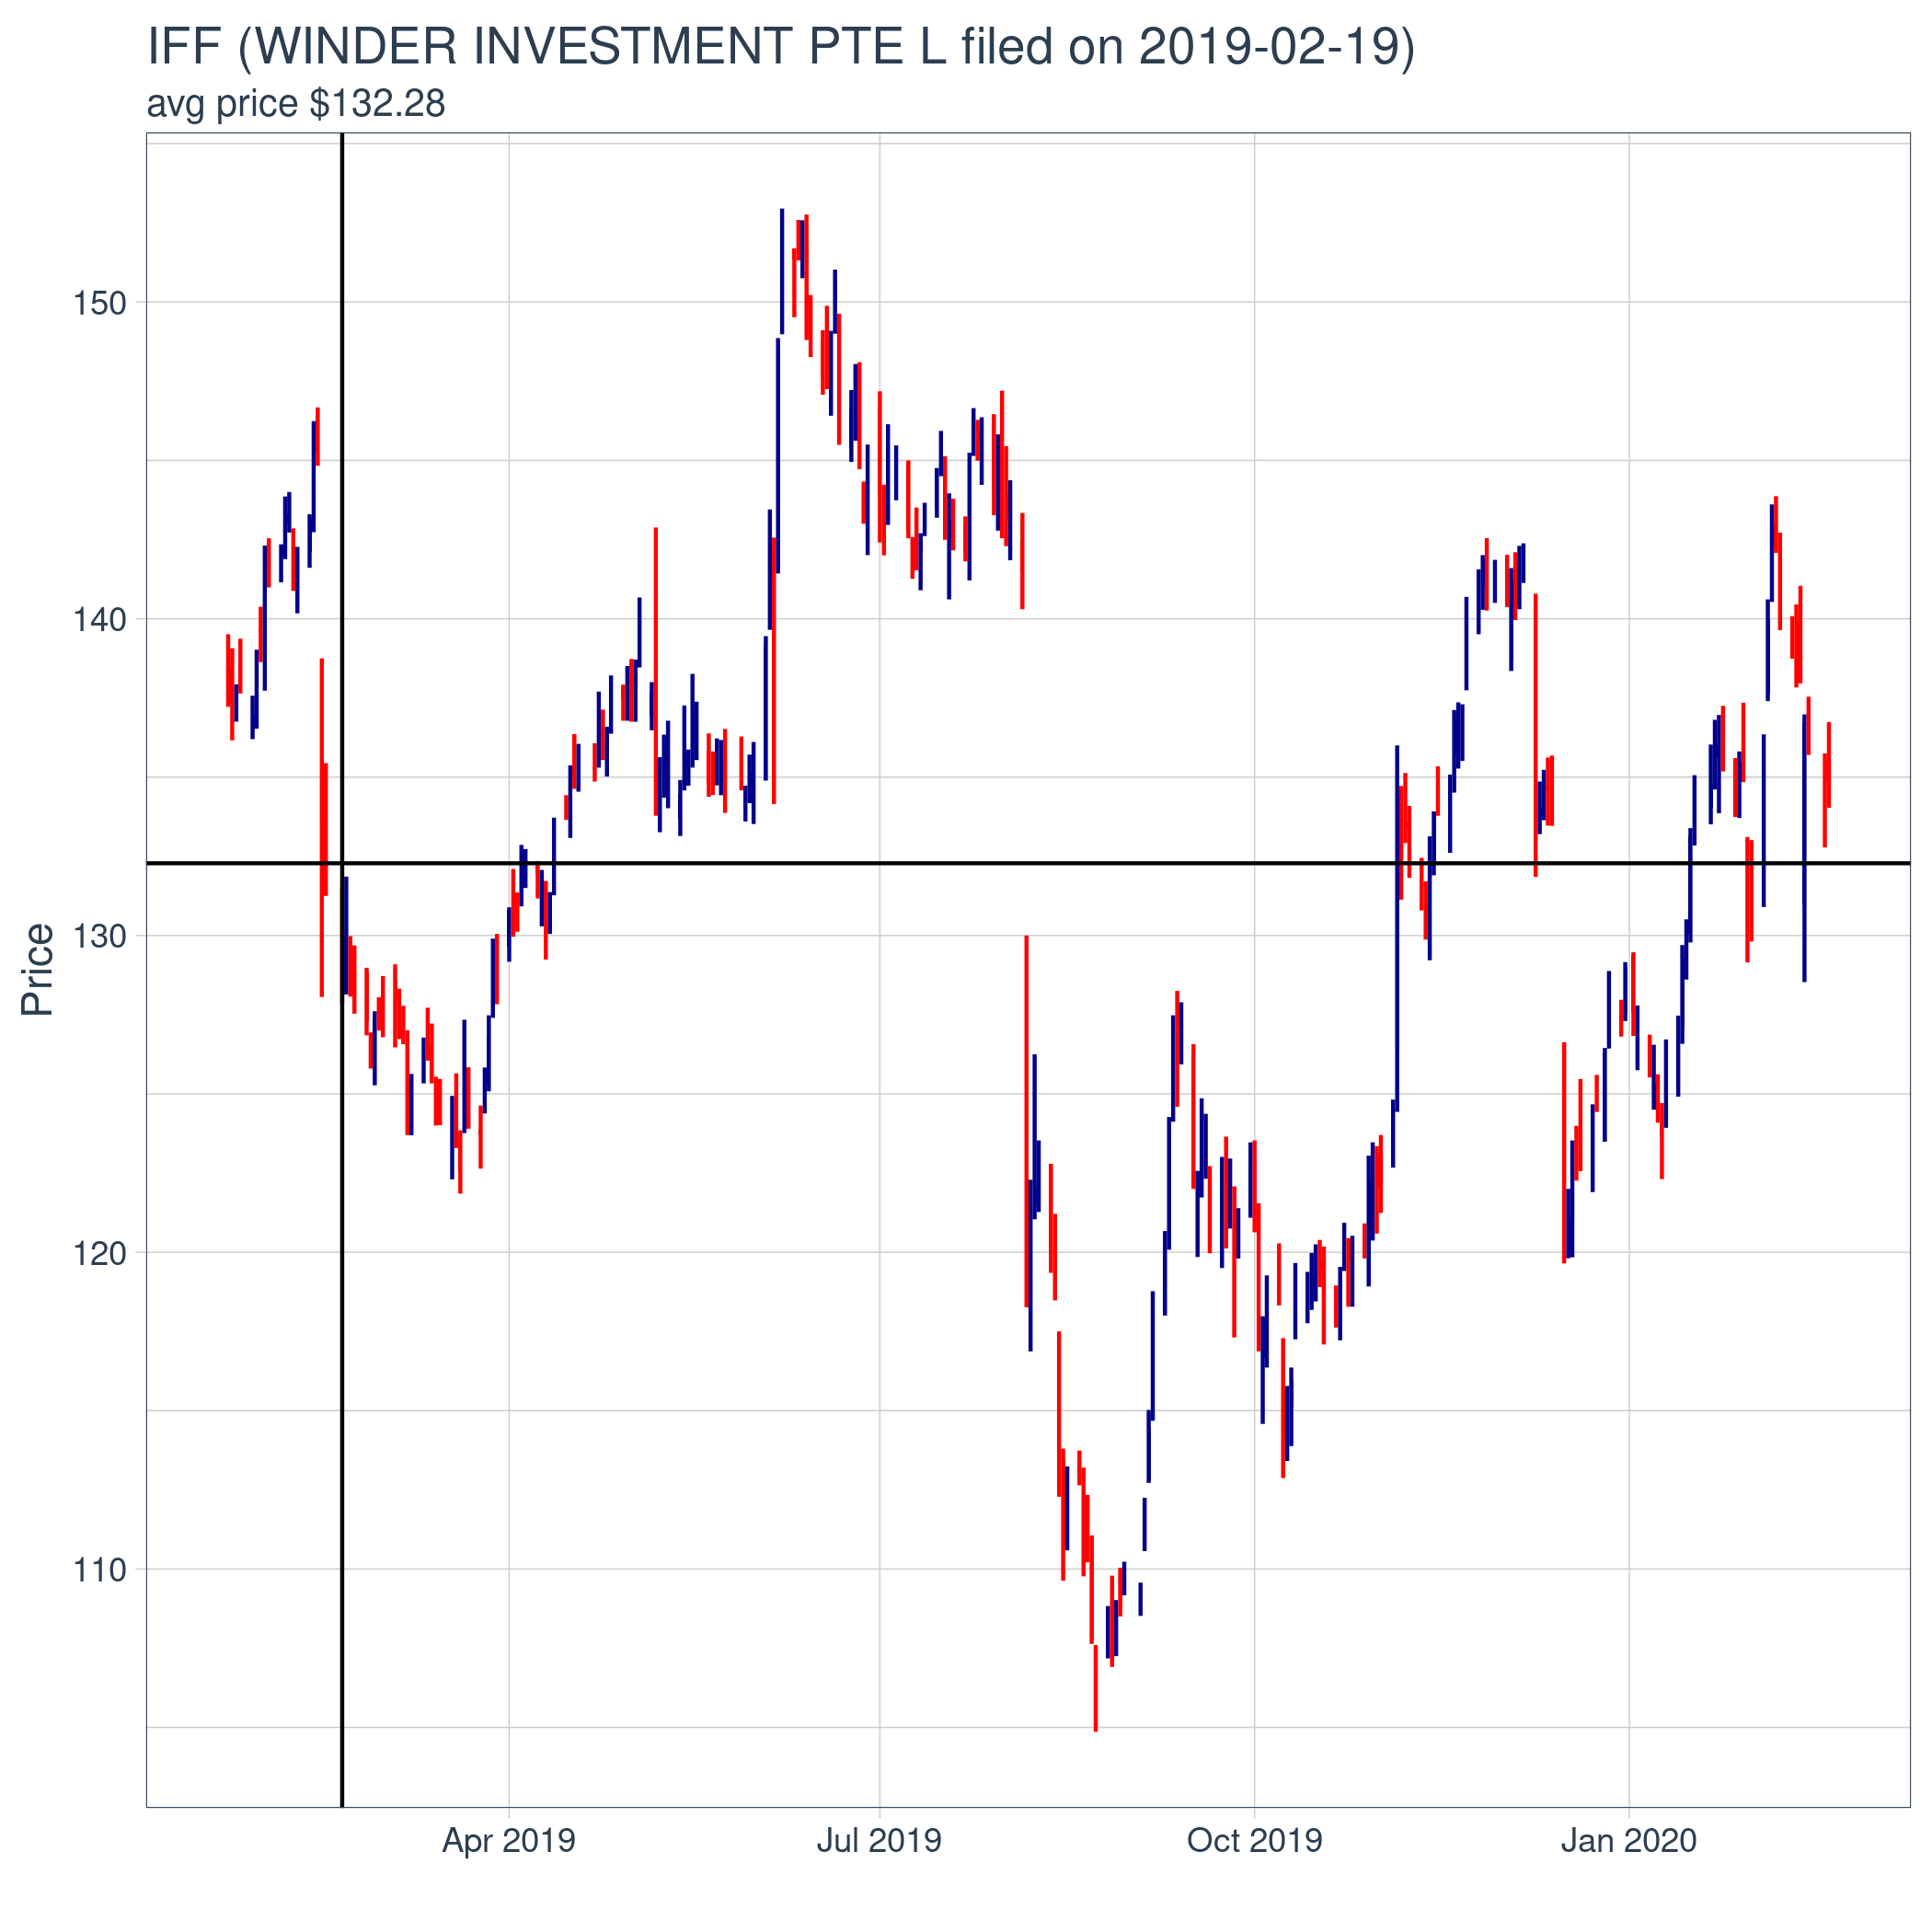 IFF (WINDER INVESTMENT PTE L filed on 2019-02-19)
avg price $132.28
150
140
130
120
110
Price
Apr 2019
Jul 2019
Oct 2019
Jan 2020